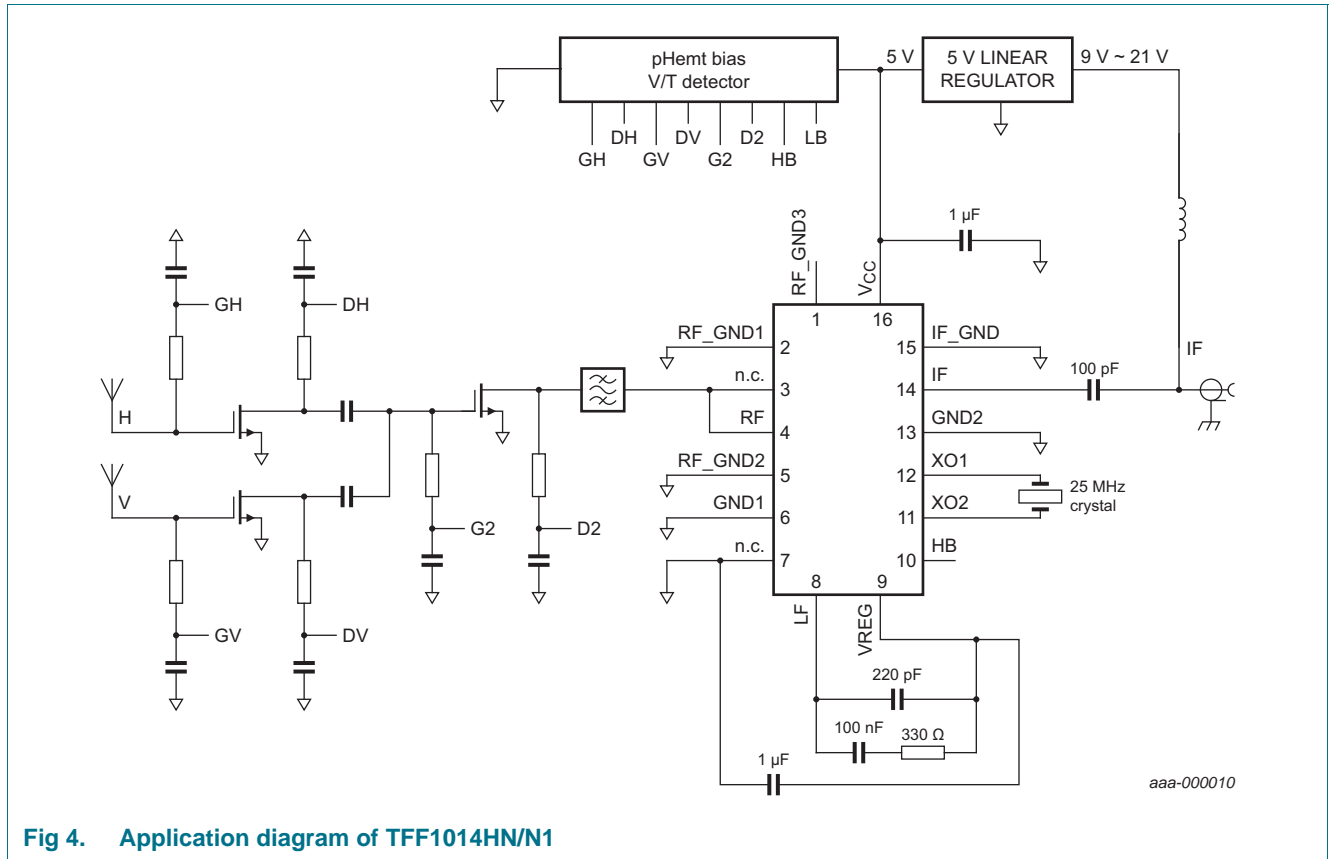 pHemt bias
V/T detector
5 V
5 V LINEAR
REGULATOR
9 V ~ 21 V
GH
DH
GV
DV
G2
D2
HB
LB
1 µF
RF_GND3
VCC
GH
DH
1
16
RF_GND1
2
15
IF_GND
IF
n.c.
3
14
IF
100 pF
H
RF
4
13
GND2
RF_GND2
5
12
XO1
V
25 MHz
crystal
GND1
6
11
XO2
G2
D2
n.c.
7
10
HB
8
9
LF
VREG
GV
DV
220 pF
100 nF
330 Ω
1 µF
aaa-000010
Fig 4. Application diagram of TFF1014HN/N1